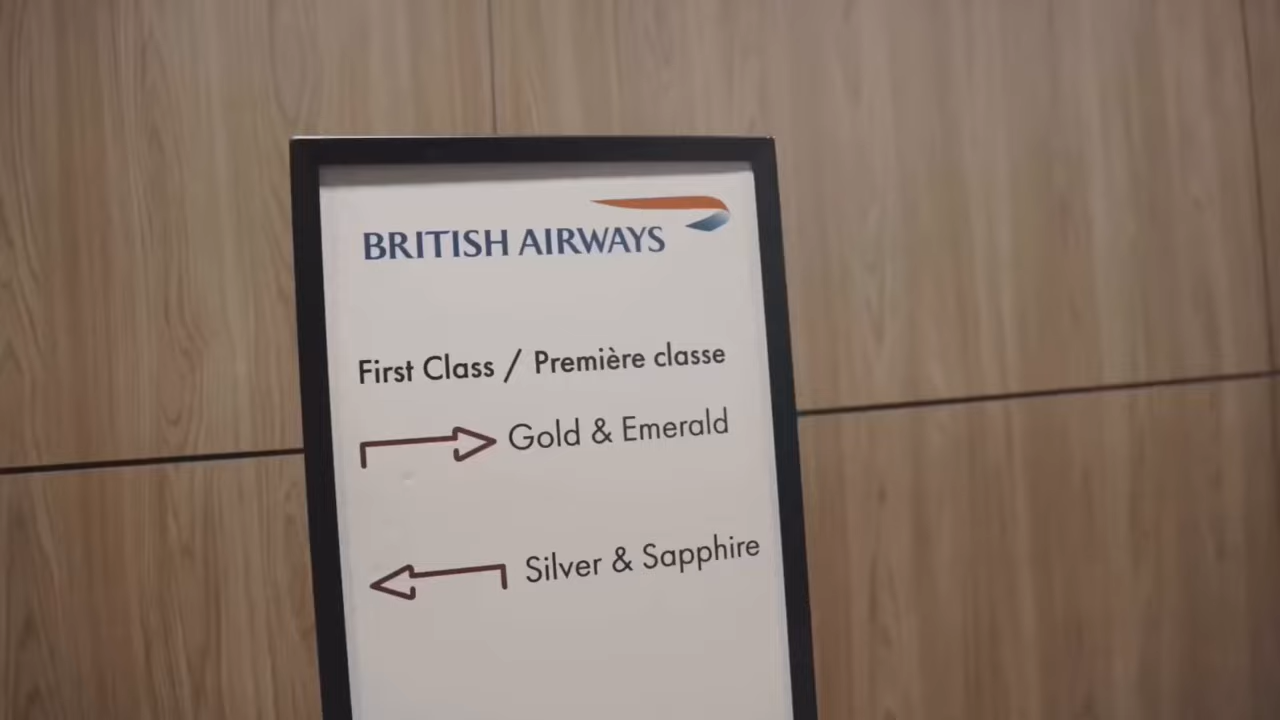 BRITISH AIRWAYS
First Class / Première classe
Gold & Emerald
Silver & Sapphire